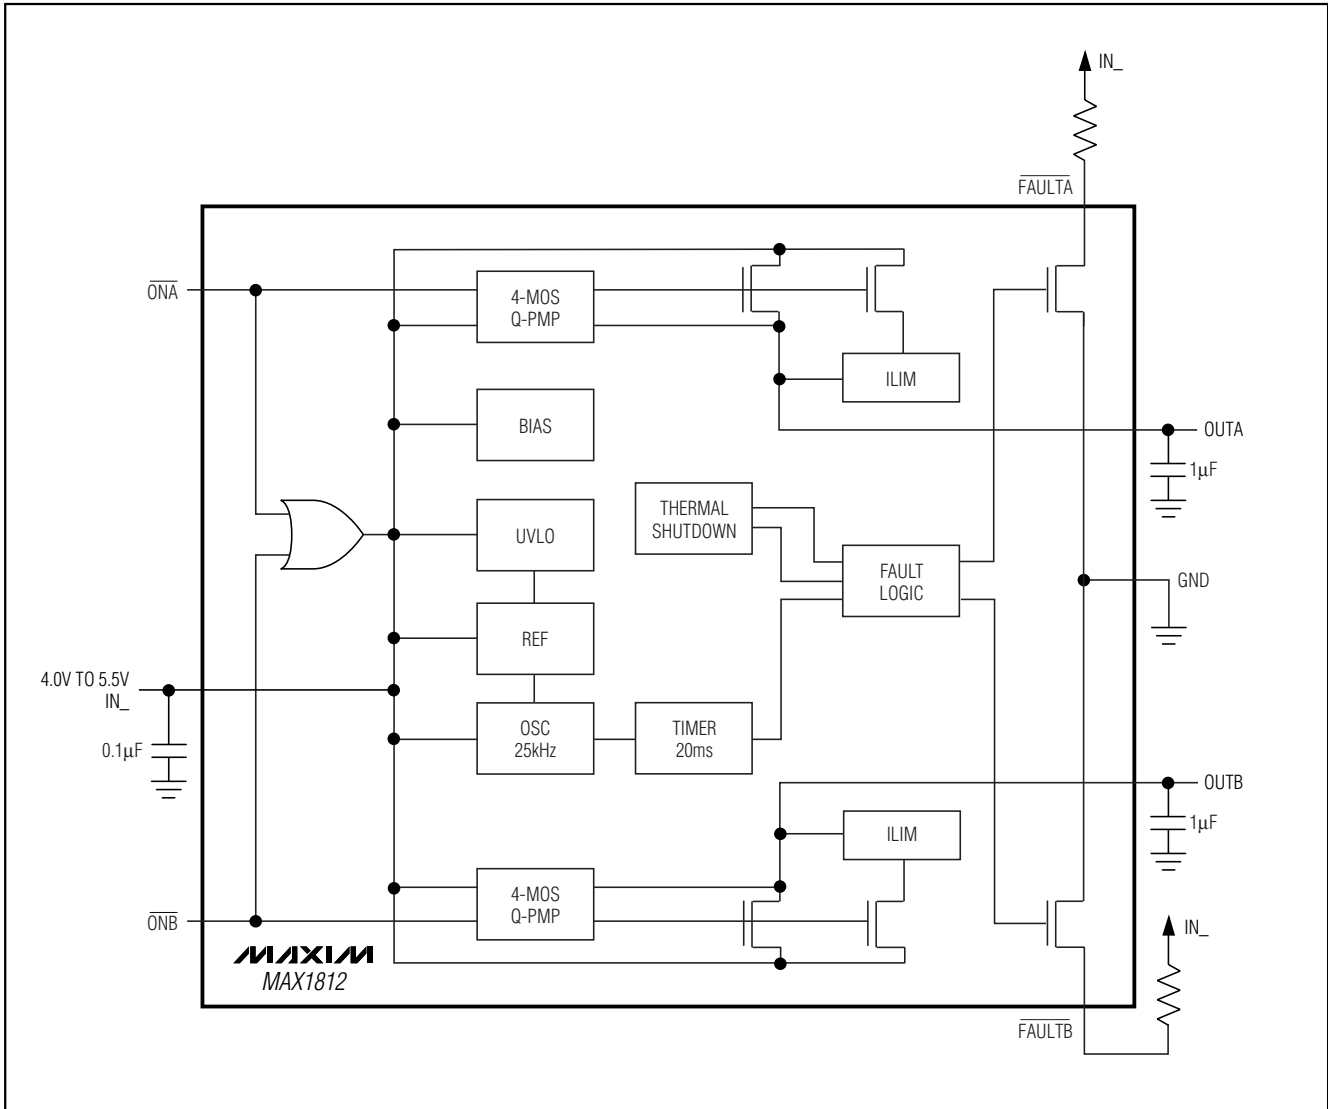 IN_
FAULTA
ONA
4-MOS
Q-PMP
ILIM
BIAS
OUTA
1μF
THERMAL
SHUTDOWN
UVLO
FAULT
LOGIC
GND
REF
4.0V TO 5.5V
IN_
0.1μF
OSC
25kHz
TIMER
20ms
OUTB
1μF
ILIM
4-MOS
Q-PMP
ONB
IN_
MAXIM
MAX1812
FAULTB